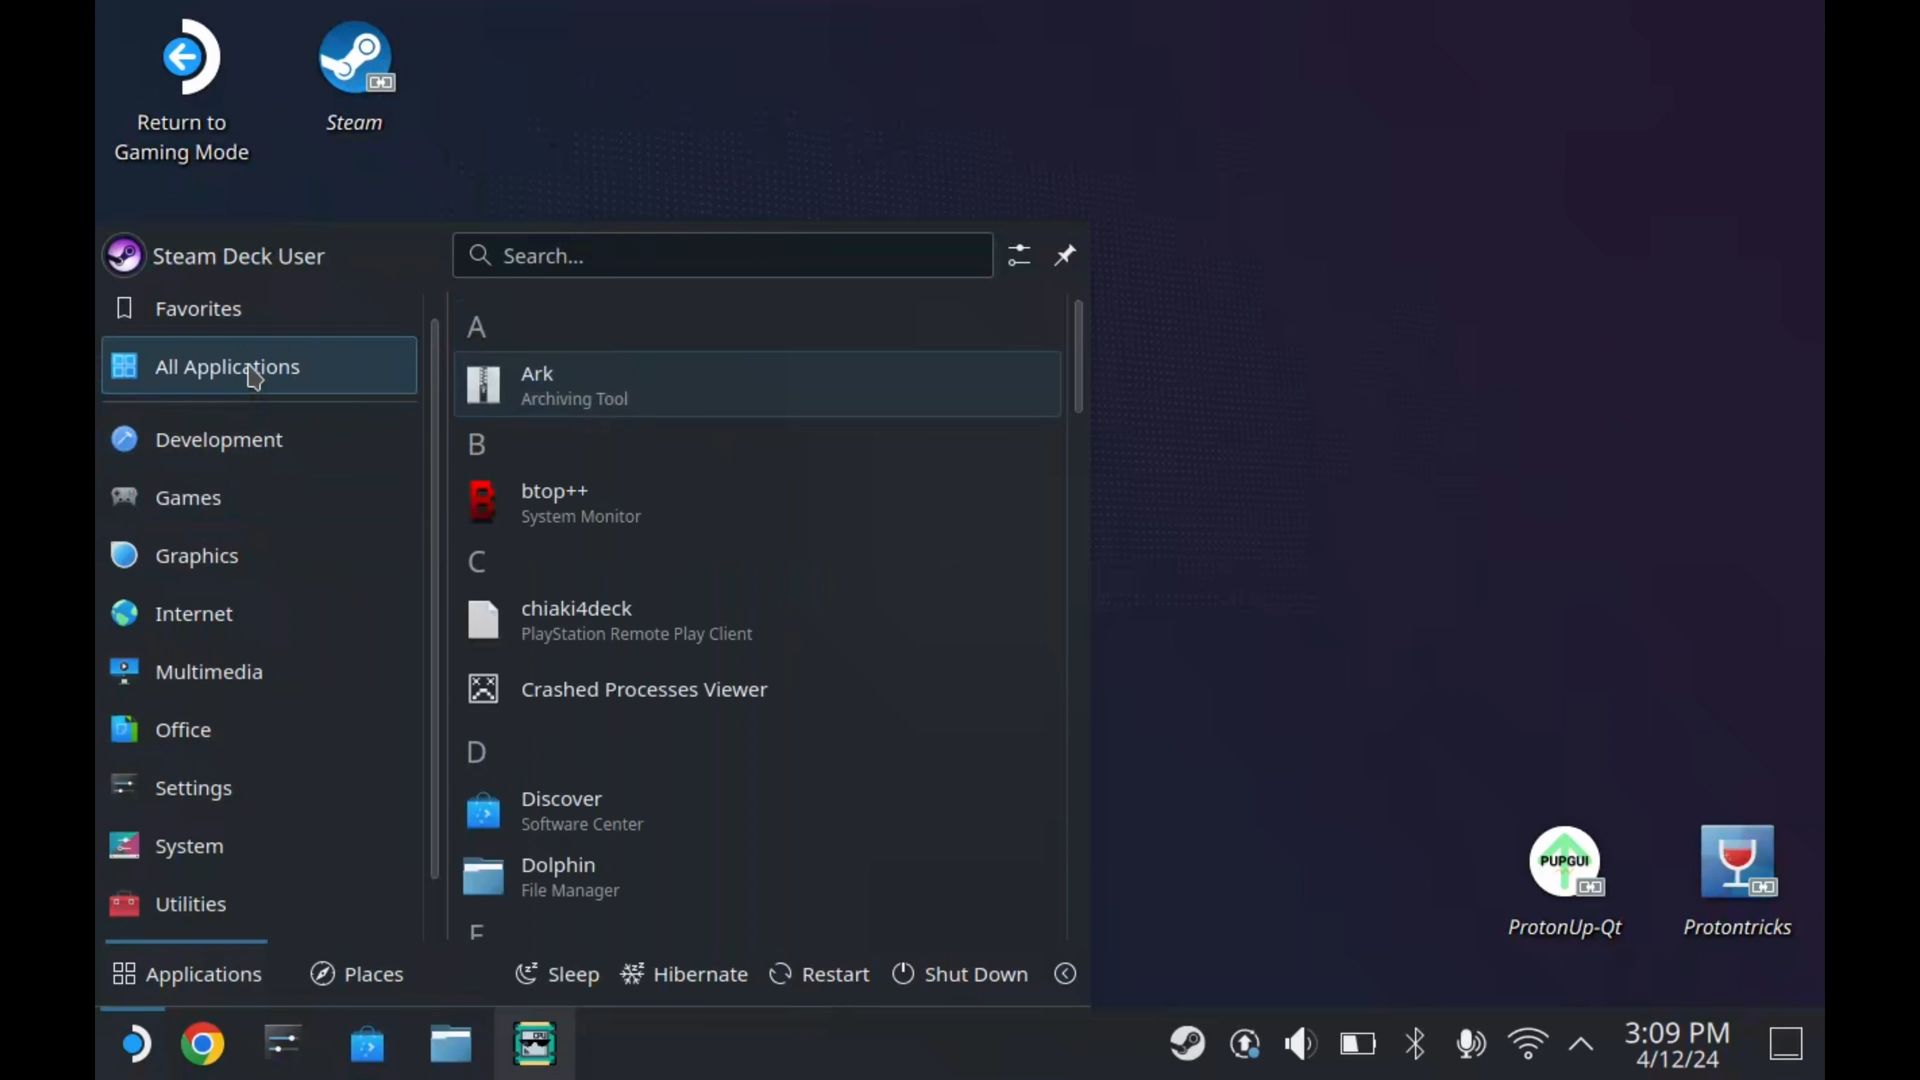 Return to
Gaming Mode
Steam
Steam Deck User
Search...
Favorites
All Applications
Development
Games
Graphics
Internet
Multimedia
Office
Settings
System
Utilities
A
Ark
Archiving Tool
B
btop++
System Monitor
C
chiaki4deck
PlayStation Remote Play Client
Crashed Processes Viewer
D
Discover
Software Center
Dolphin
File Manager
PUPGUI
ProtonUp-Qt
Protontricks
Applications
Places
Sleep
Hibernate
Restart
Shut Down
B
CPU
3:09 PM
4/12/24